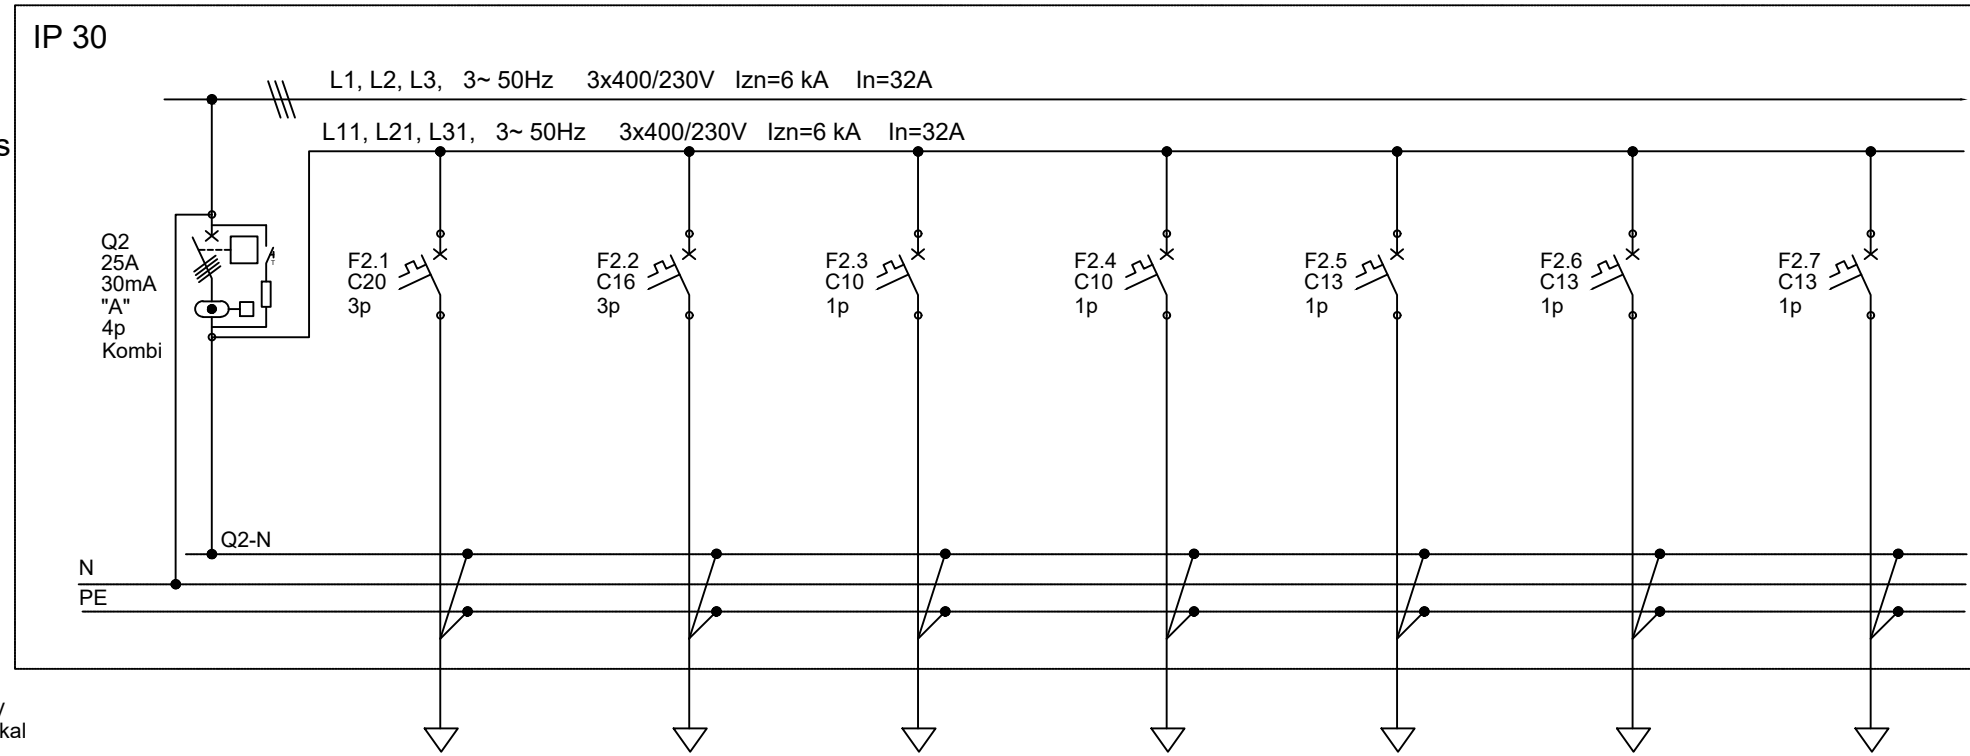 IP 30
L1, L2, L3, 3~ 50Hz 3x400/230V Izn=6 kA In=32A
L11, L21, L31, 3~ 50Hz 3x400/230V Izn=6 kA In=32A
s
Q2
25A
30mA
"A"
4p
Kombi
F2.1
C20
3p
F2.2
C16
3p
F2.3
C10
1p
F2.4
C10
1p
F2.5
C13
1p
F2.6
C13
1p
F2.7
C13
1p
Q2-N
N
PE
kal